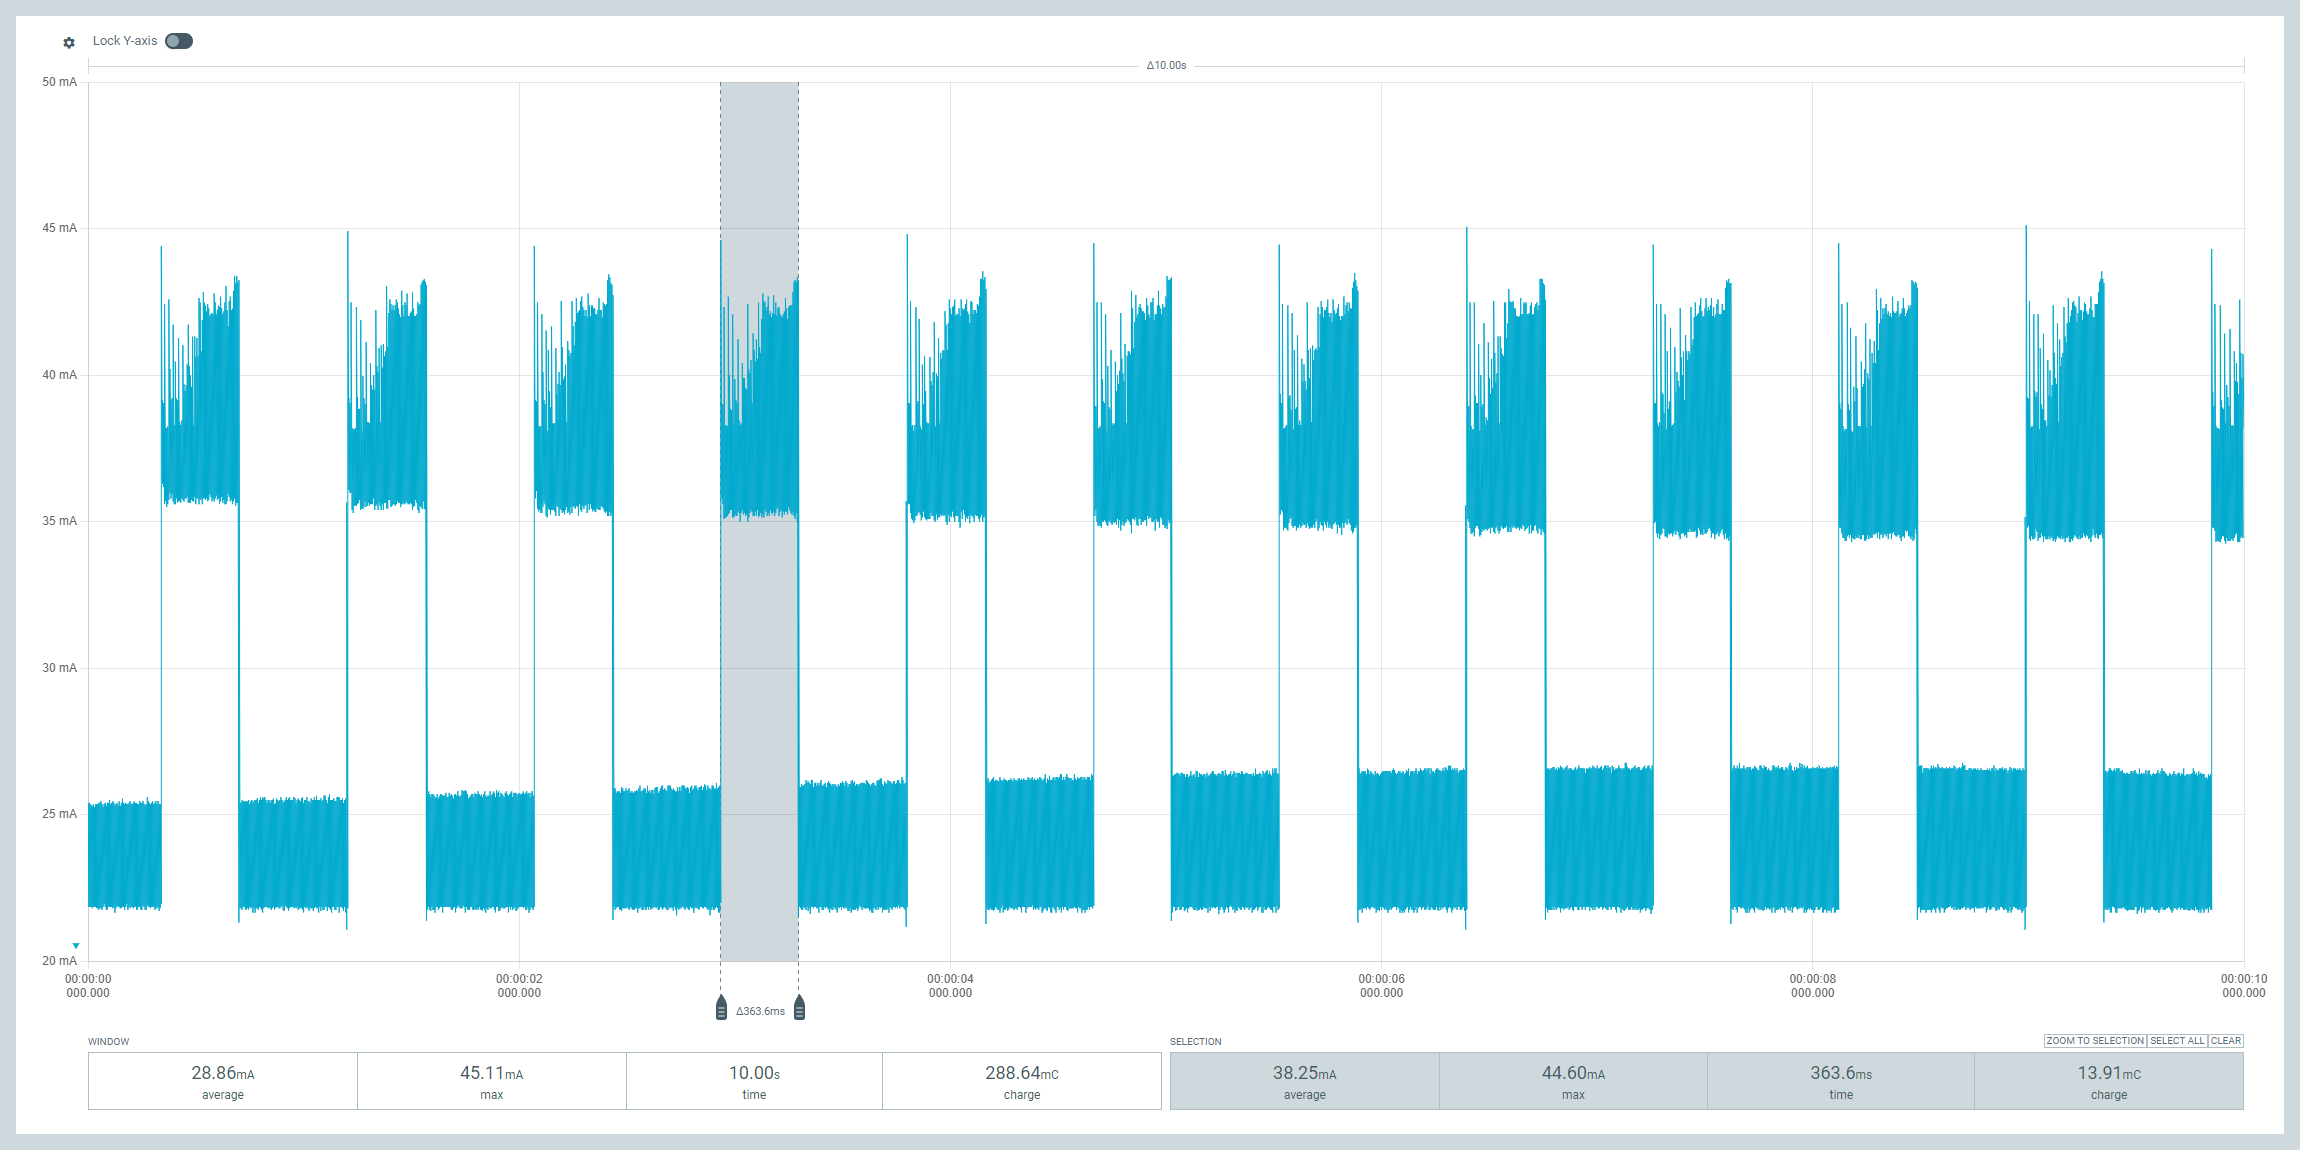 Lock Y-axis
Δ10.00s
50 mA
45 mA
40 mA
35 mA
30 mA
25 mA
20 mA
00:00:00 00:00:02 00:00:04 00:00:06 00:00:08 00:00:10
000.000 000.000 000.000 000.000 000.000 000.000
Δ363.6ms
WINDOW
28.86mA 45.11mA 10.00s 288.64mC
average max time charge
SELECTION
ZOOM TO SELECTION SELECT ALL CLEAR
38.25mA 44.60mA 363.6ms 13.91mC
average max time charge